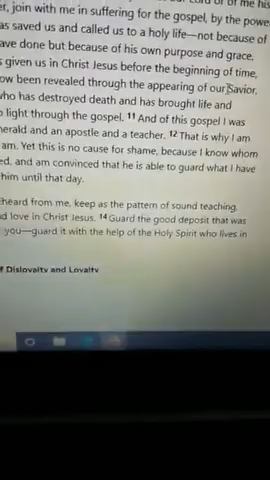 our Lord or of me his
er, join with me in suffering for the gospel, by the power
as saved us and called us to a holy life—not because of
ave done but because of his own purpose and grace.
s given us in Christ Jesus before the beginning of time,
ow been revealed through the appearing of our Savior,
who has destroyed death and has brought life and
o light through the gospel. 11 And of this gospel I was
herald and an apostle and a teacher. 12 That is why I am
am. Yet this is no cause for shame, because I know whom
ed, and am convinced that he is able to guard what I have
him until that day.
heard from me, keep as the pattern of sound teaching,
d love in Christ Jesus. 14 Guard the good deposit that was
you—guard it with the help of the Holy Spirit who lives in
f Disloyalty and Loyalty